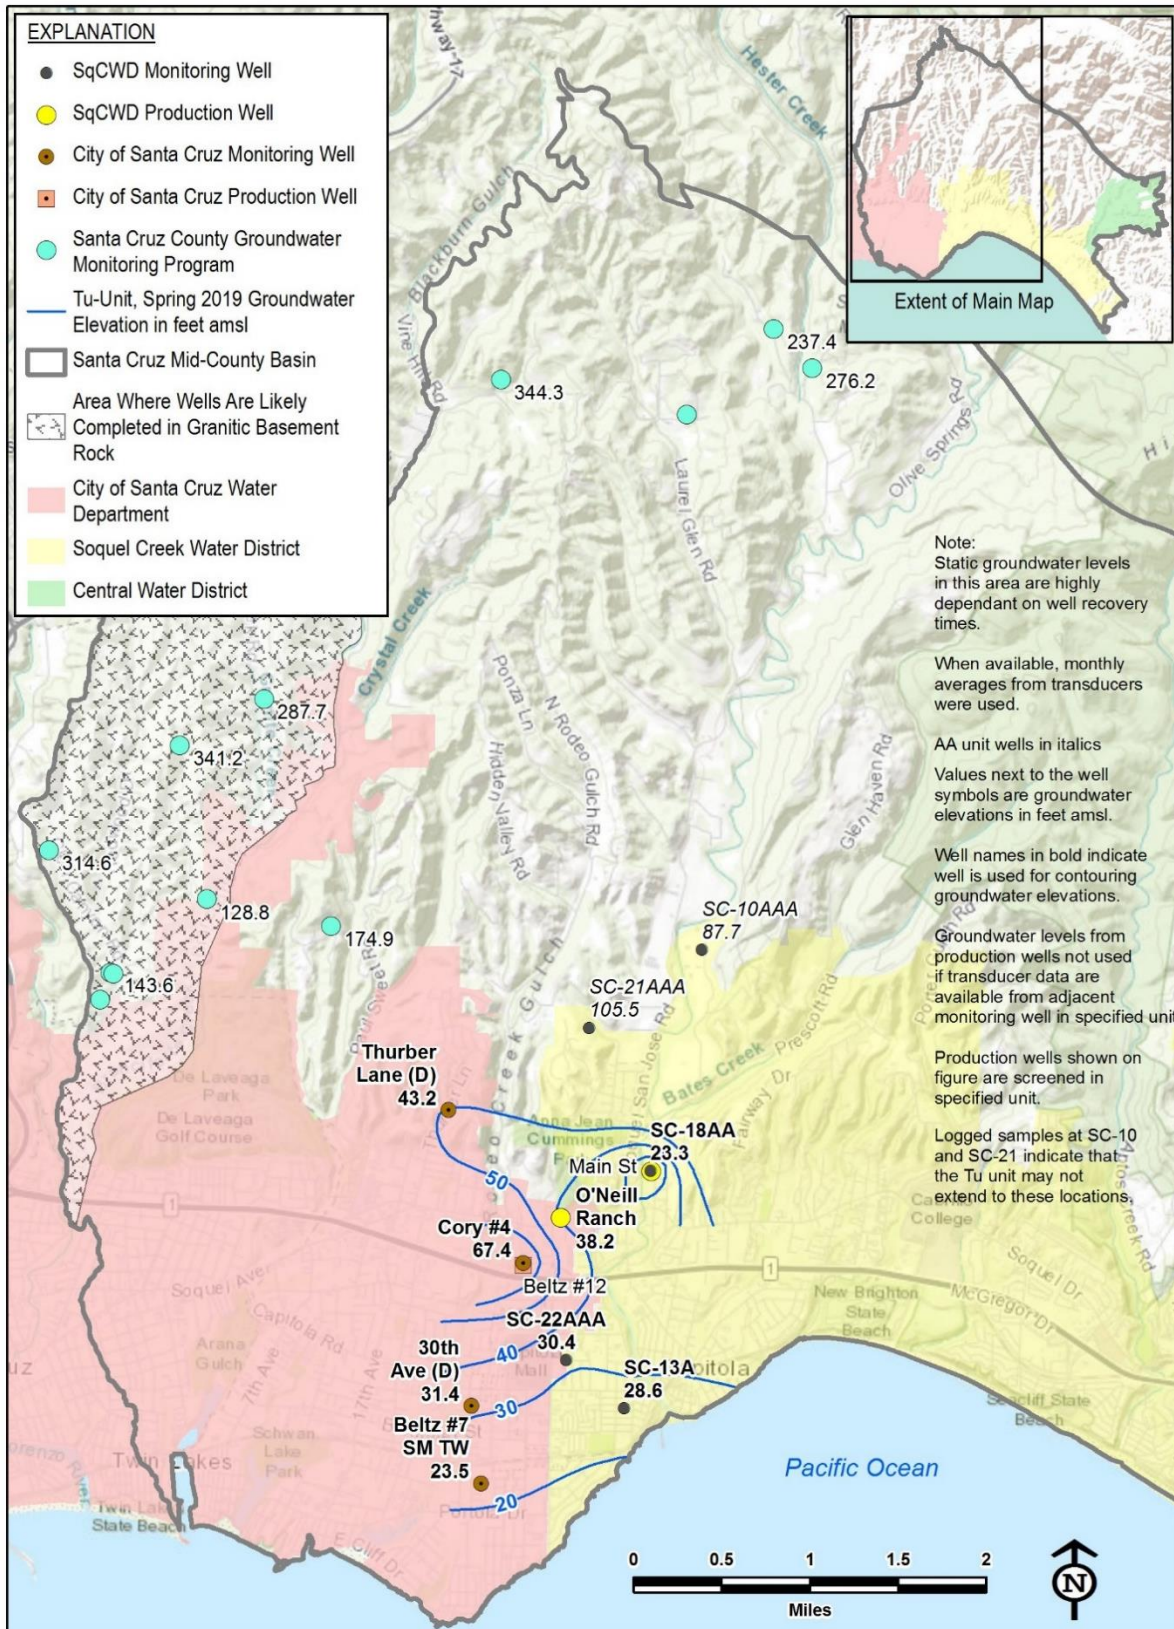 EXPLANATION
SqCWD Monitoring Well
SqCWD Production Well
City of Santa Cruz Monitoring Well
City of Santa Cruz Production Well
Santa Cruz County Groundwater
Monitoring Program
Tu-Unit, Spring 2019 Groundwater
Elevation in feet amsl
Santa Cruz Mid-County Basin
Area Where Wells Are Likely
Completed in Granitic Basement
Rock
City of Santa Cruz Water
Department
Soquel Creek Water District
Central Water District
Hester Creek
Blackburn Gulch
Vine Hill Rd
Extent of Main Map
237.4
276.2
344.3
Laurel Glen Rd
Olive Springs Rd
Crystal Creek
Note:
Static groundwater levels
in this area are highly
dependant on well recovery
times.
When available, monthly
averages from transducers
were used.
AA unit wells in italics
Values next to the well
symbols are groundwater
elevations in feet amsl.
Well names in bold indicate
well is used for contouring
groundwater elevations.
Groundwater levels from
production wells not used
if transducer data are
available from adjacent
monitoring well in specified unit
Production wells shown on
figure are screened in
specified unit.
Logged samples at SC-10
and SC-21 indicate that
the Tu unit may not
extend to these locations.
Ponza Ln
N Rodeo Gulch Rd
Hidden Valley Rd
Glen Haven Rd
287.7
341.2
314.6
128.8
174.9
143.6
SC-10AAA
87.7
SC-21AAA
105.5
Paul Sweet Rd
Prescott Rd
Bates Creek
Fairway Dr
De Laveaga
Park
De Laveaga
Golf Course
Thurber
Lane (D)
43.2
Anna Jean
Cummings
SC-18AA
23.3
Main St
O'Neill
Ranch
38.2
50
Cory #4
67.4
Beltz #12
1
1
College
Soquel Dr
McGregor Dr
New Brighton
State
Beach
Soquel Ave
Capitola Rd
Arana
Gulch
7th Ave
17th Ave
SC-22AAA
30.4
40
Mall
30th
Ave (D)
31.4
SC-13A
28.6
30
Beltz #7
SM TW
23.5
20
Seacliff State
Beach
Schwan
Lake
Park
Twin Lakes
Twin Lakes
State Beach
E Cliff Dr
Portola Dr
Pacific Ocean
0 0.5 1 1.5 2
Miles
N